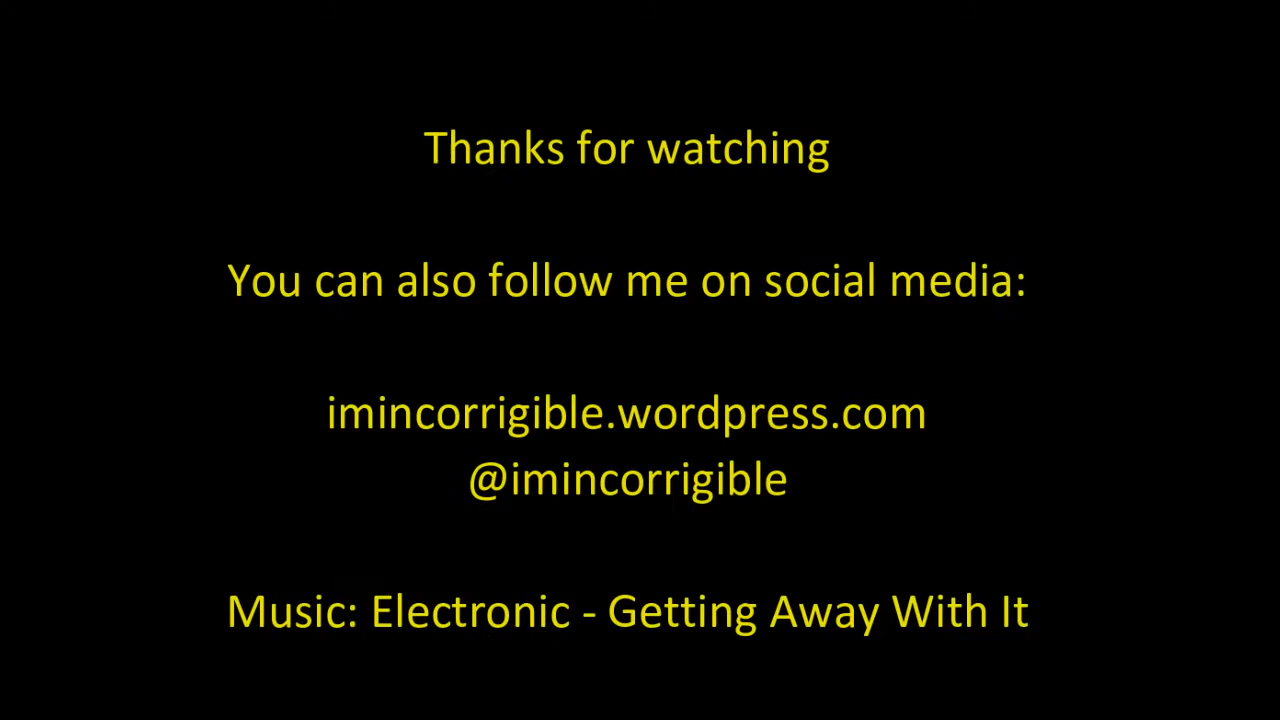 Thanks for watching
You can also follow me on social media:
imincorrigible.wordpress.com
@imincorrigible
Music: Electronic - Getting Away With It